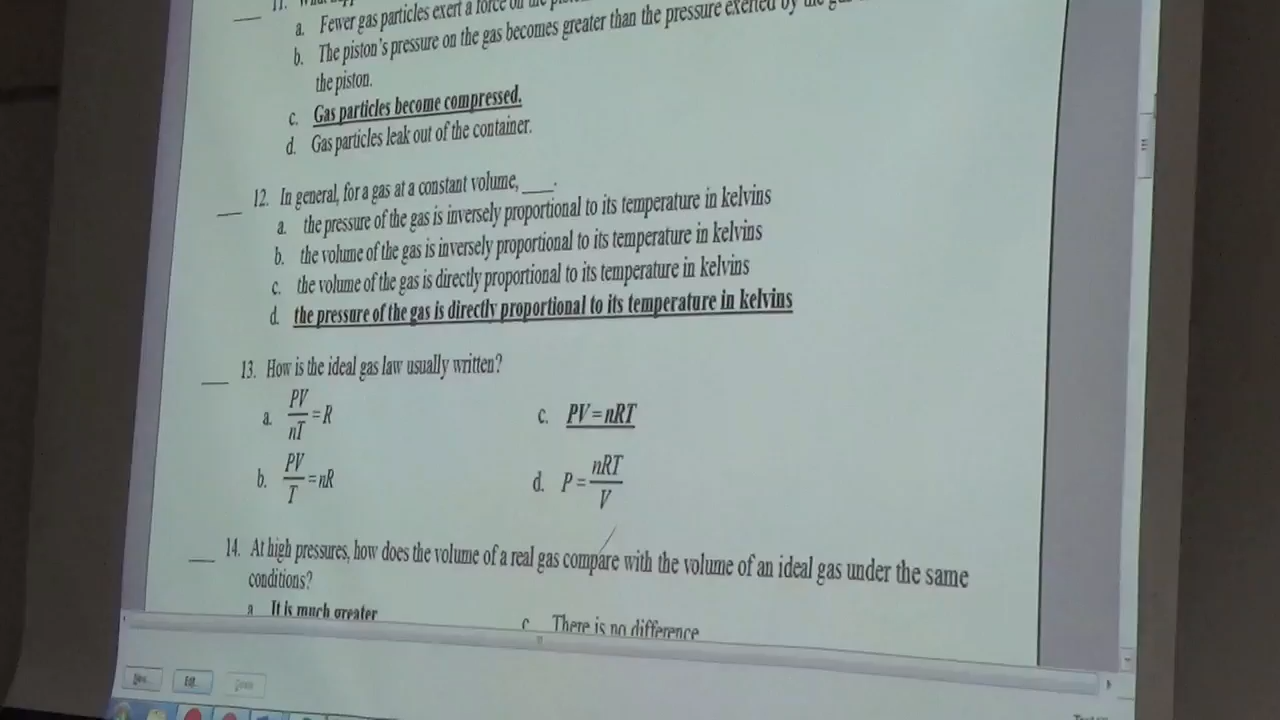 11.
a. Fewer gas particles exert a force on the
b. The piston's pressure on the gas becomes greater than the pressure exerted by the
the piston.
c. Gas particles become compressed.
d. Gas particles leak out of the container.
___ 12. In general, for a gas at a constant volume, ____.
a. the pressure of the gas is inversely proportional to its temperature in kelvins
b. the volume of the gas is inversely proportional to its temperature in kelvins
c. the volume of the gas is directly proportional to its temperature in kelvins
d. the pressure of the gas is directly proportional to its temperature in kelvins
___ 13. How is the ideal gas law usually written?
a. PV/nT = R
c. PV = nRT
b. PV/T = nR
d. P = nRT/V
___ 14. At high pressures, how does the volume of a real gas compare with the volume of an ideal gas under the same
conditions?
a It is much greater
c There is no difference